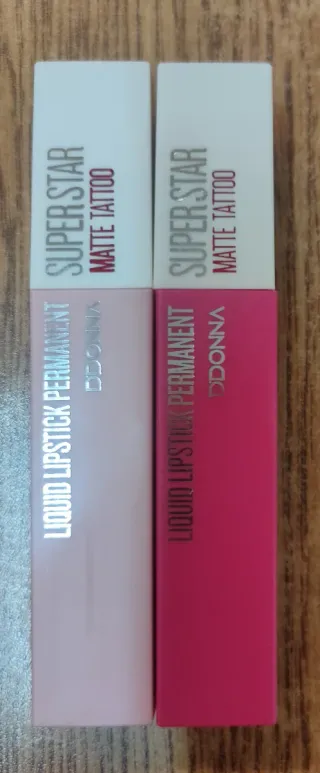 SUPER STAR
MATTE TATTOO
LIQUID LIPSTICK PERMANENT
DDONNA
SUPER STAR
MATTE TATTOO
LIQUID LIPSTICK PERMANENT
DDONNA